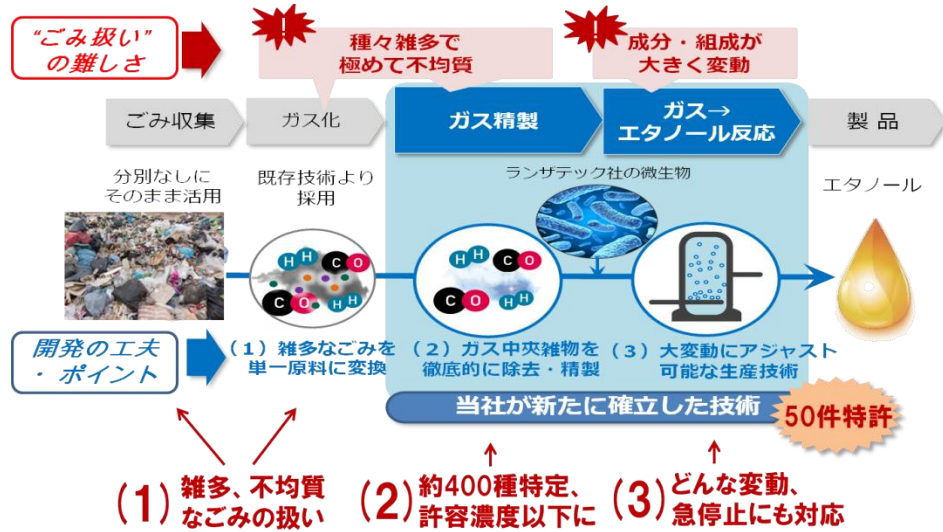 “ごみ扱い”
の難しさ
種々雑多で
極めて不均質
成分・組成が
大きく変動
ごみ収集
ガス化
ガス精製
ガス→
エタノール反応
製品
分別なしに
そのまま活用
既存技術より
採用
ランザテック社の微生物
エタノール
H H C O
C O H H
H H C O
C O H H
開発の工夫
・ポイント
(1)雑多なごみを
単一原料に変換
(2)ガス中夾雑物を
徹底的に除去・精製
(3)大変動にアジャスト
可能な生産技術
当社が新たに確立した技術
50件特許
(1)雑多、不均質
なごみの扱い
(2)約400種特定、
許容濃度以下に
(3)どんな変動、
急停止にも対応